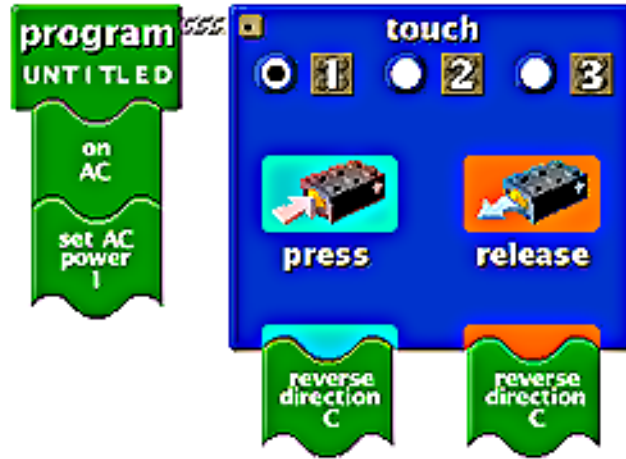 program
UNTITLED
on
AC
set AC
power
1
touch
1 2 3
press release
reverse
direction
C
reverse
direction
C